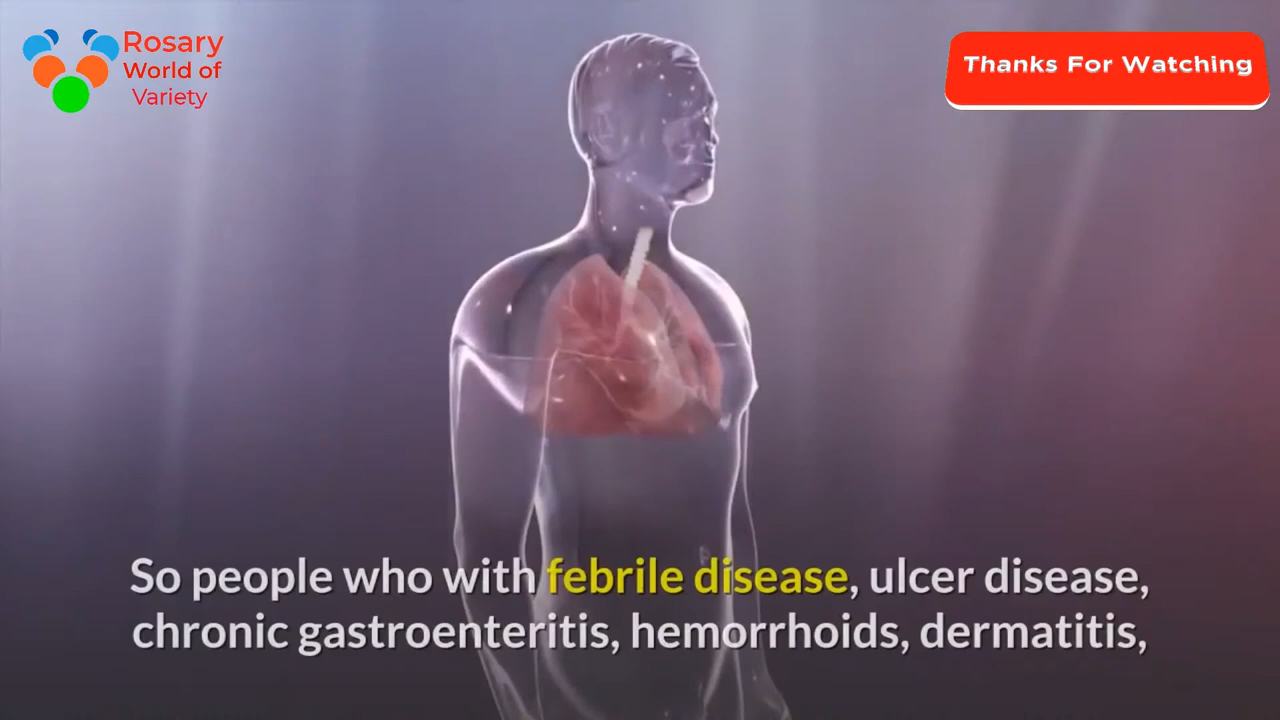 Rosary
World of
Variety
Thanks For Watching
So people who with febrile disease, ulcer disease,
chronic gastroenteritis, hemorrhoids, dermatitis,